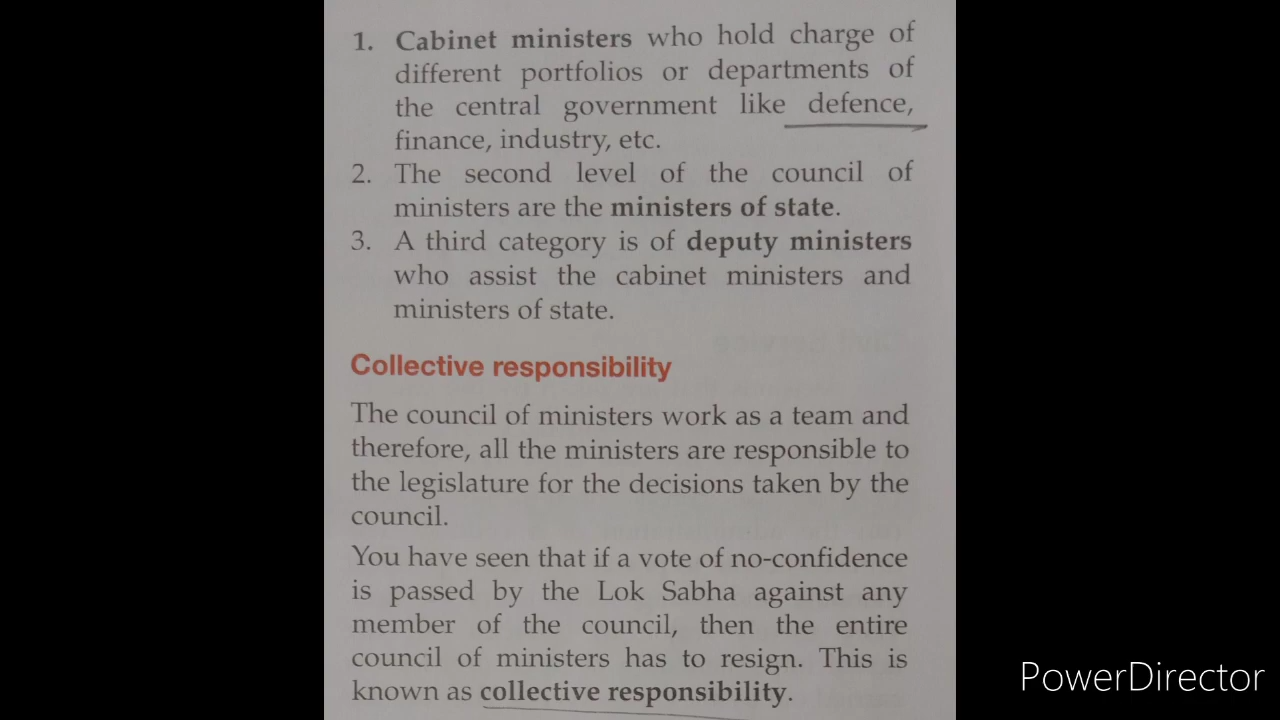 1. Cabinet ministers who hold charge of
different portfolios or departments of
the central government like defence,
finance, industry, etc.
2. The second level of the council of
ministers are the ministers of state.
3. A third category is of deputy ministers
who assist the cabinet ministers and
ministers of state.
Collective responsibility
The council of ministers work as a team and
therefore, all the ministers are responsible to
the legislature for the decisions taken by the
council.
You have seen that if a vote of no-confidence
is passed by the Lok Sabha against any
member of the council, then the entire
council of ministers has to resign. This is
known as collective responsibility.
PowerDirector